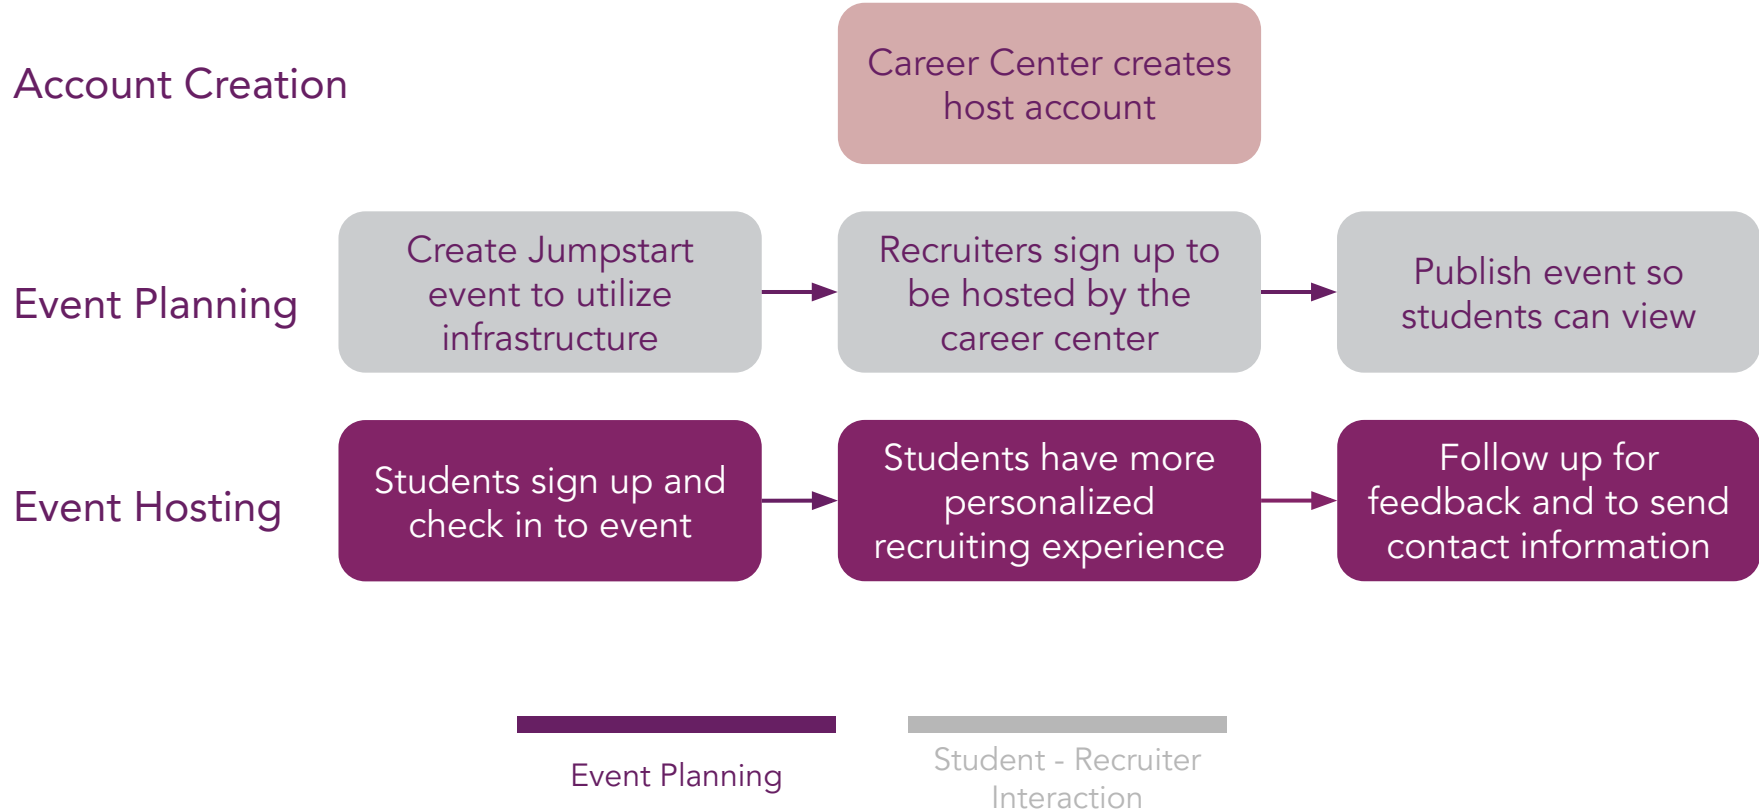 Account Creation
Career Center creates
host account
Event Planning
Create Jumpstart
event to utilize
infrastructure
Recruiters sign up to
be hosted by the
career center
Publish event so
students can view
Event Hosting
Students sign up and
check in to event
Students have more
personalized
recruiting experience
Follow up for
feedback and to send
contact information
Event Planning
Student - Recruiter
Interaction